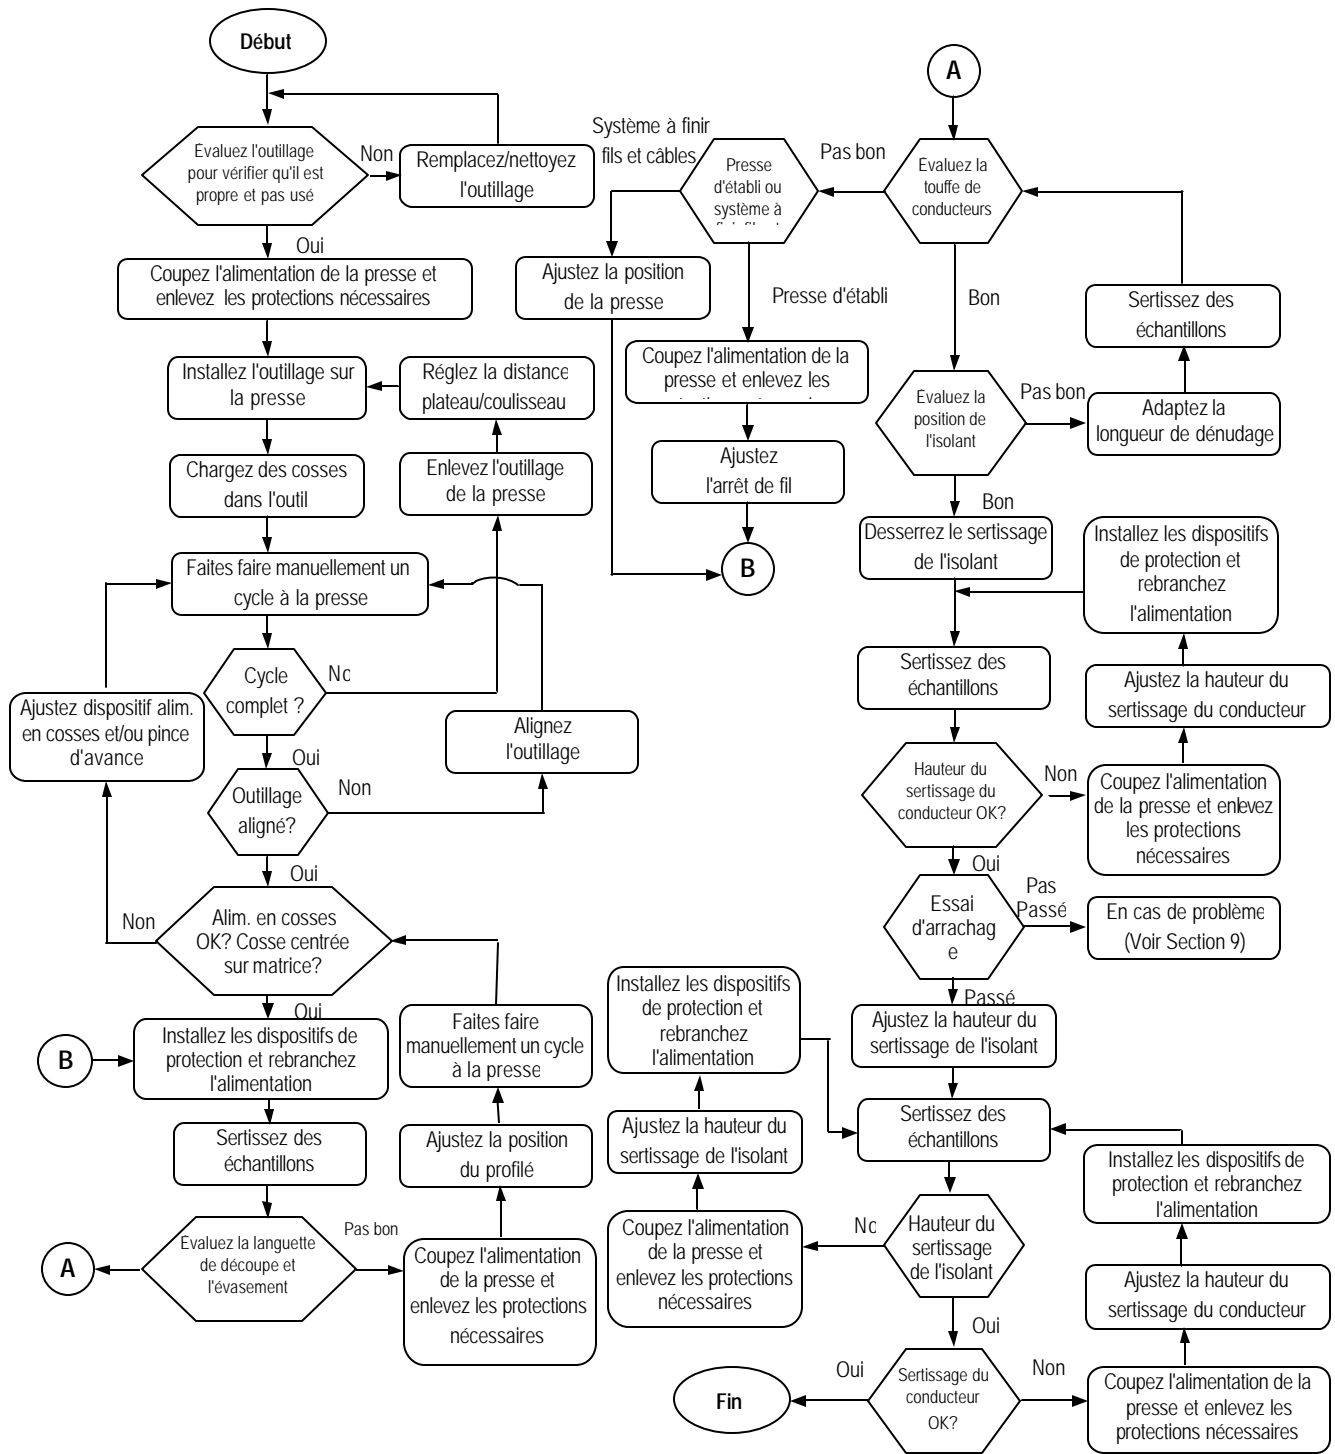 Début
Évaluez l'outillage
pour vérifier qu'il est
propre et pas usé
Non
Remplacez/nettoyez
l'outillage
Oui
Coupez l'alimentation de la presse et
enlevez les protections nécessaires
Installez l'outillage sur
la presse
Réglez la distance
plateau/coulisseau
Chargez des cosses
dans l'outil
Enlevez l'outillage
de la presse
Faites faire manuellement un
cycle à la presse
Cycle
complet ?
Ajustez dispositif alim.
en cosses et/ou pince
d'avance
Alignez
l'outillage
Oui
Outillage
aligné?
Non
Oui
Non
Alim. en cosses
OK? Cosse centrée
sur matrice?
Oui
B
Installez les dispositifs de
protection et rebranchez
l'alimentation
Faites faire
manuellement un cycle
à la presse
Sertissez des
échantillons
Ajustez la position
du profilé
A
Évaluez la languette
de découpe et
l'évasement
Pas bon
Coupez l'alimentation
de la presse et
enlevez les protections
nécessaires
A
Système à finir
fils et câbles
Presse
d'établi ou
système à
Pas bon
Évaluez la
touffe de
conducteurs
Ajustez la position
de la presse
Presse d'établi
Bon
Sertissez des
échantillons
Coupez l'alimentation de la
presse et enlevez les
Évaluez la
position de
l'isolant
Pas bon
Adaptez la
longueur de dénudage
Ajustez
l'arrêt de fil
B
Bon
Desserrez le sertissage
de l'isolant
Installez les dispositifs
de protection et
rebranchez
l'alimentation
Sertissez des
échantillons
Ajustez la hauteur du
sertissage du conducteur
Hauteur du
sertissage du
conducteur OK?
Non
Coupez l'alimentation
de la presse et enlevez
les protections
nécessaires
Oui
Essai
d'arrachag
e
Pas
Passé
En cas de problème
(Voir Section 9)
Passé
Ajustez la hauteur du
sertissage de l'isolant
Installez les dispositifs
de protection et
rebranchez
l'alimentation
Sertissez des
échantillons
Ajustez la hauteur du
sertissage de l'isolant
Installez les dispositifs de
protection et rebranchez
l'alimentation
Hauteur du
sertissage
de l'isolant
Coupez l'alimentation
de la presse et
enlevez les protections
nécessaires
Ajustez la hauteur du
sertissage du conducteur
Oui
Sertissage du
conducteur
OK?
Oui
Fin
Non
Coupez l'alimentation de la
presse et enlevez les
protections nécessaires